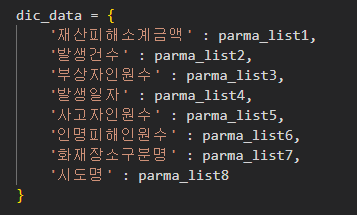 dic_data = {
'재산피해소계금액' : parma_list1,
'발생건수' : parma_list2,
'부상자인원수' : parma_list3,
'발생일자' : parma_list4,
'사고자인원수' : parma_list5,
'인명피해인원수' : parma_list6,
'화재장소구분명' : parma_list7,
'시도명' : parma_list8
}